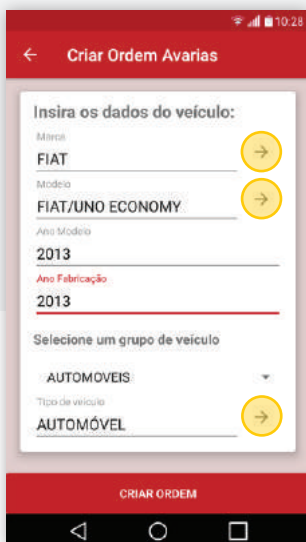 10:28
Criar Ordem Avarias
Insira os dados do veículo:
Marca
FIAT
Modelo
FIAT/UNO ECONOMY
Ano Modelo
2013
Ano Fabricação
2013
Selecione um grupo de veículo
AUTOMOVEIS
Tipo de veículo
AUTOMÓVEL
CRIAR ORDEM